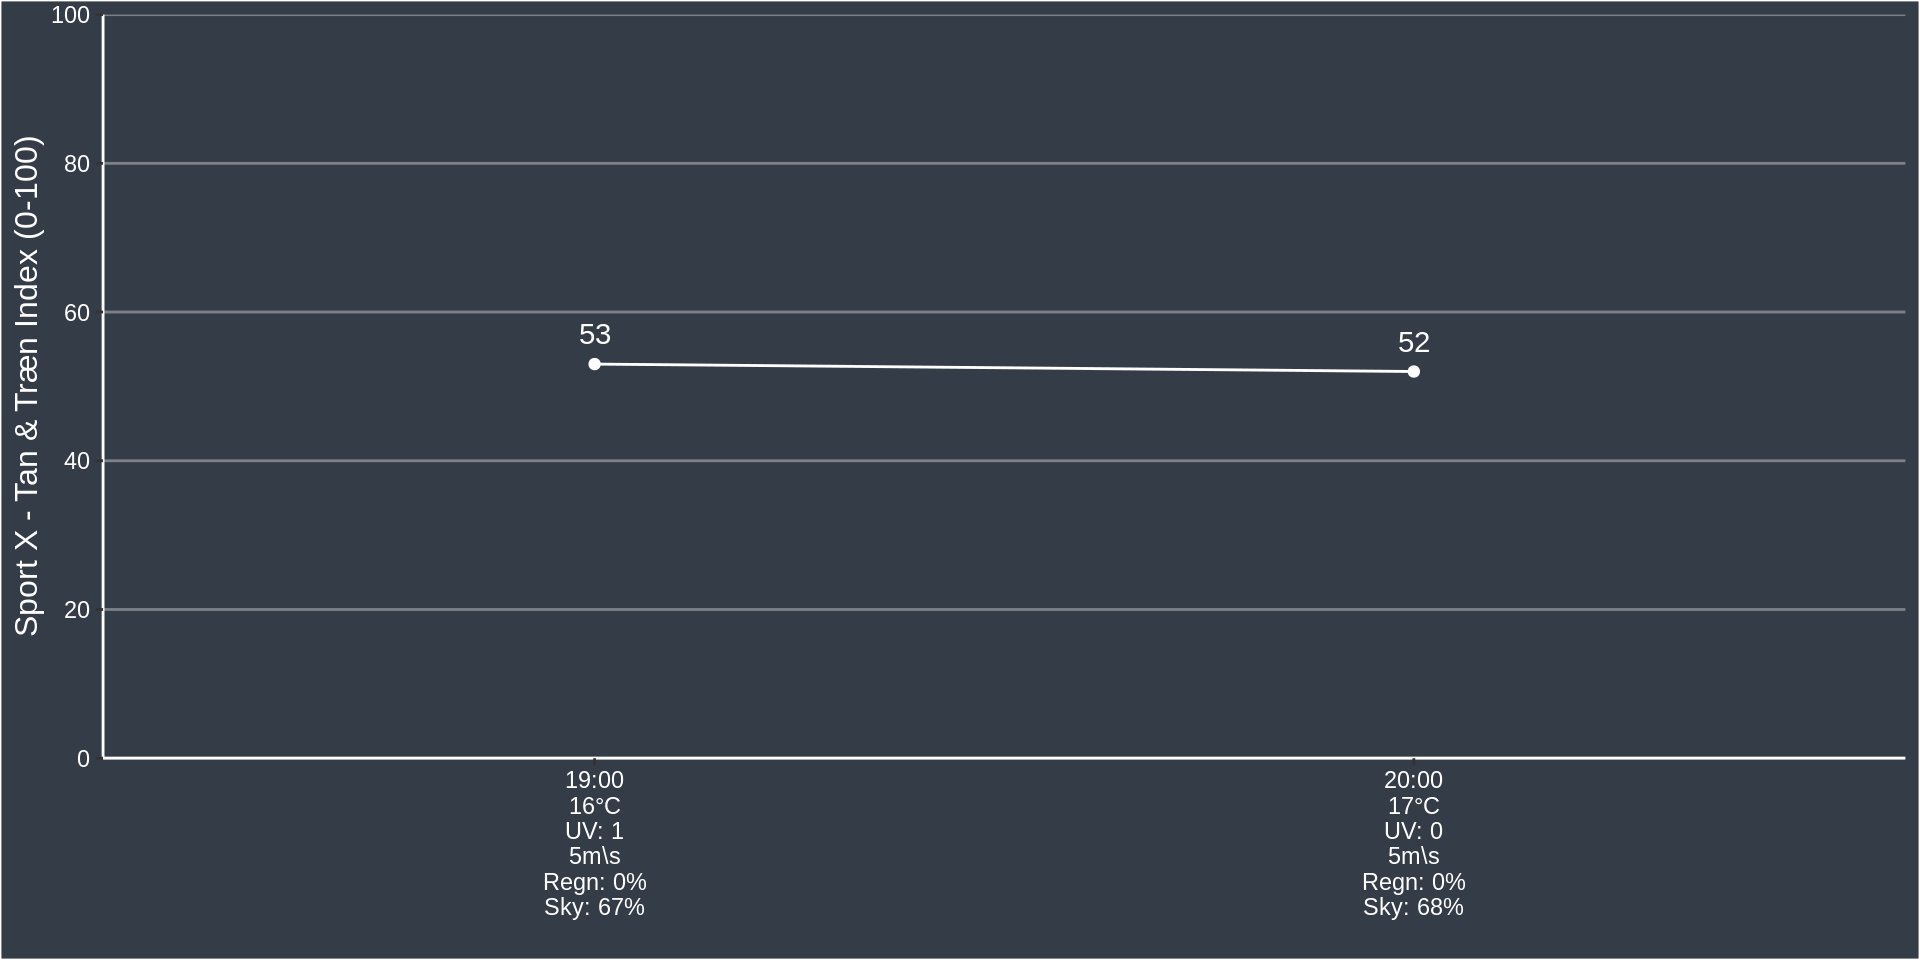 Sport X - Tan & Træn Index (0-100)
100
80
60
40
20
0
53
52
19:00
16°C
UV: 1
5m\s
Regn: 0%
Sky: 67%
20:00
17°C
UV: 0
5m\s
Regn: 0%
Sky: 68%